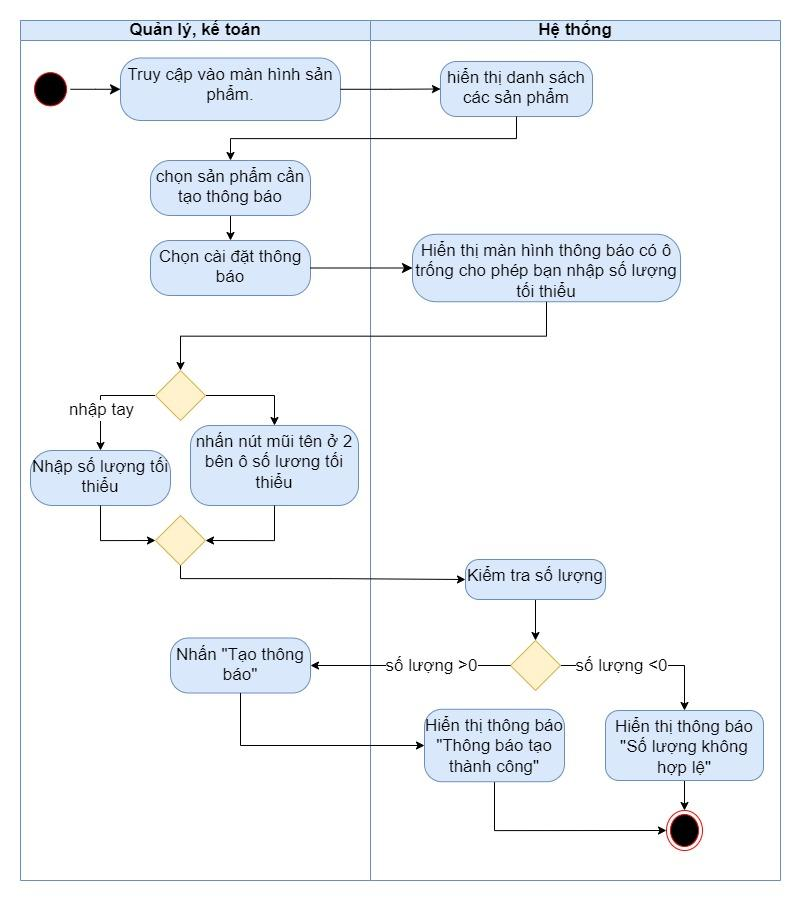 Quản lý, kế toán
Hệ thống
Truy cập vào màn hình sản
phẩm.
hiển thị danh sách
các sản phẩm
chọn sản phẩm cần
tạo thông báo
Chọn cài đặt thông
báo
Hiển thị màn hình thông báo có ô
trống cho phép bạn nhập số lượng
tối thiểu
nhập tay
Nhập số lượng tối
thiểu
nhấn nút mũi tên ở 2
bên ô số lương tối
thiểu
Kiểm tra số lượng
số lượng >0
số lượng <0
Nhấn "Tạo thông
báo"
Hiển thị thông báo
"Thông báo tạo
thành công"
Hiển thị thông báo
"Số lượng không
hợp lệ"